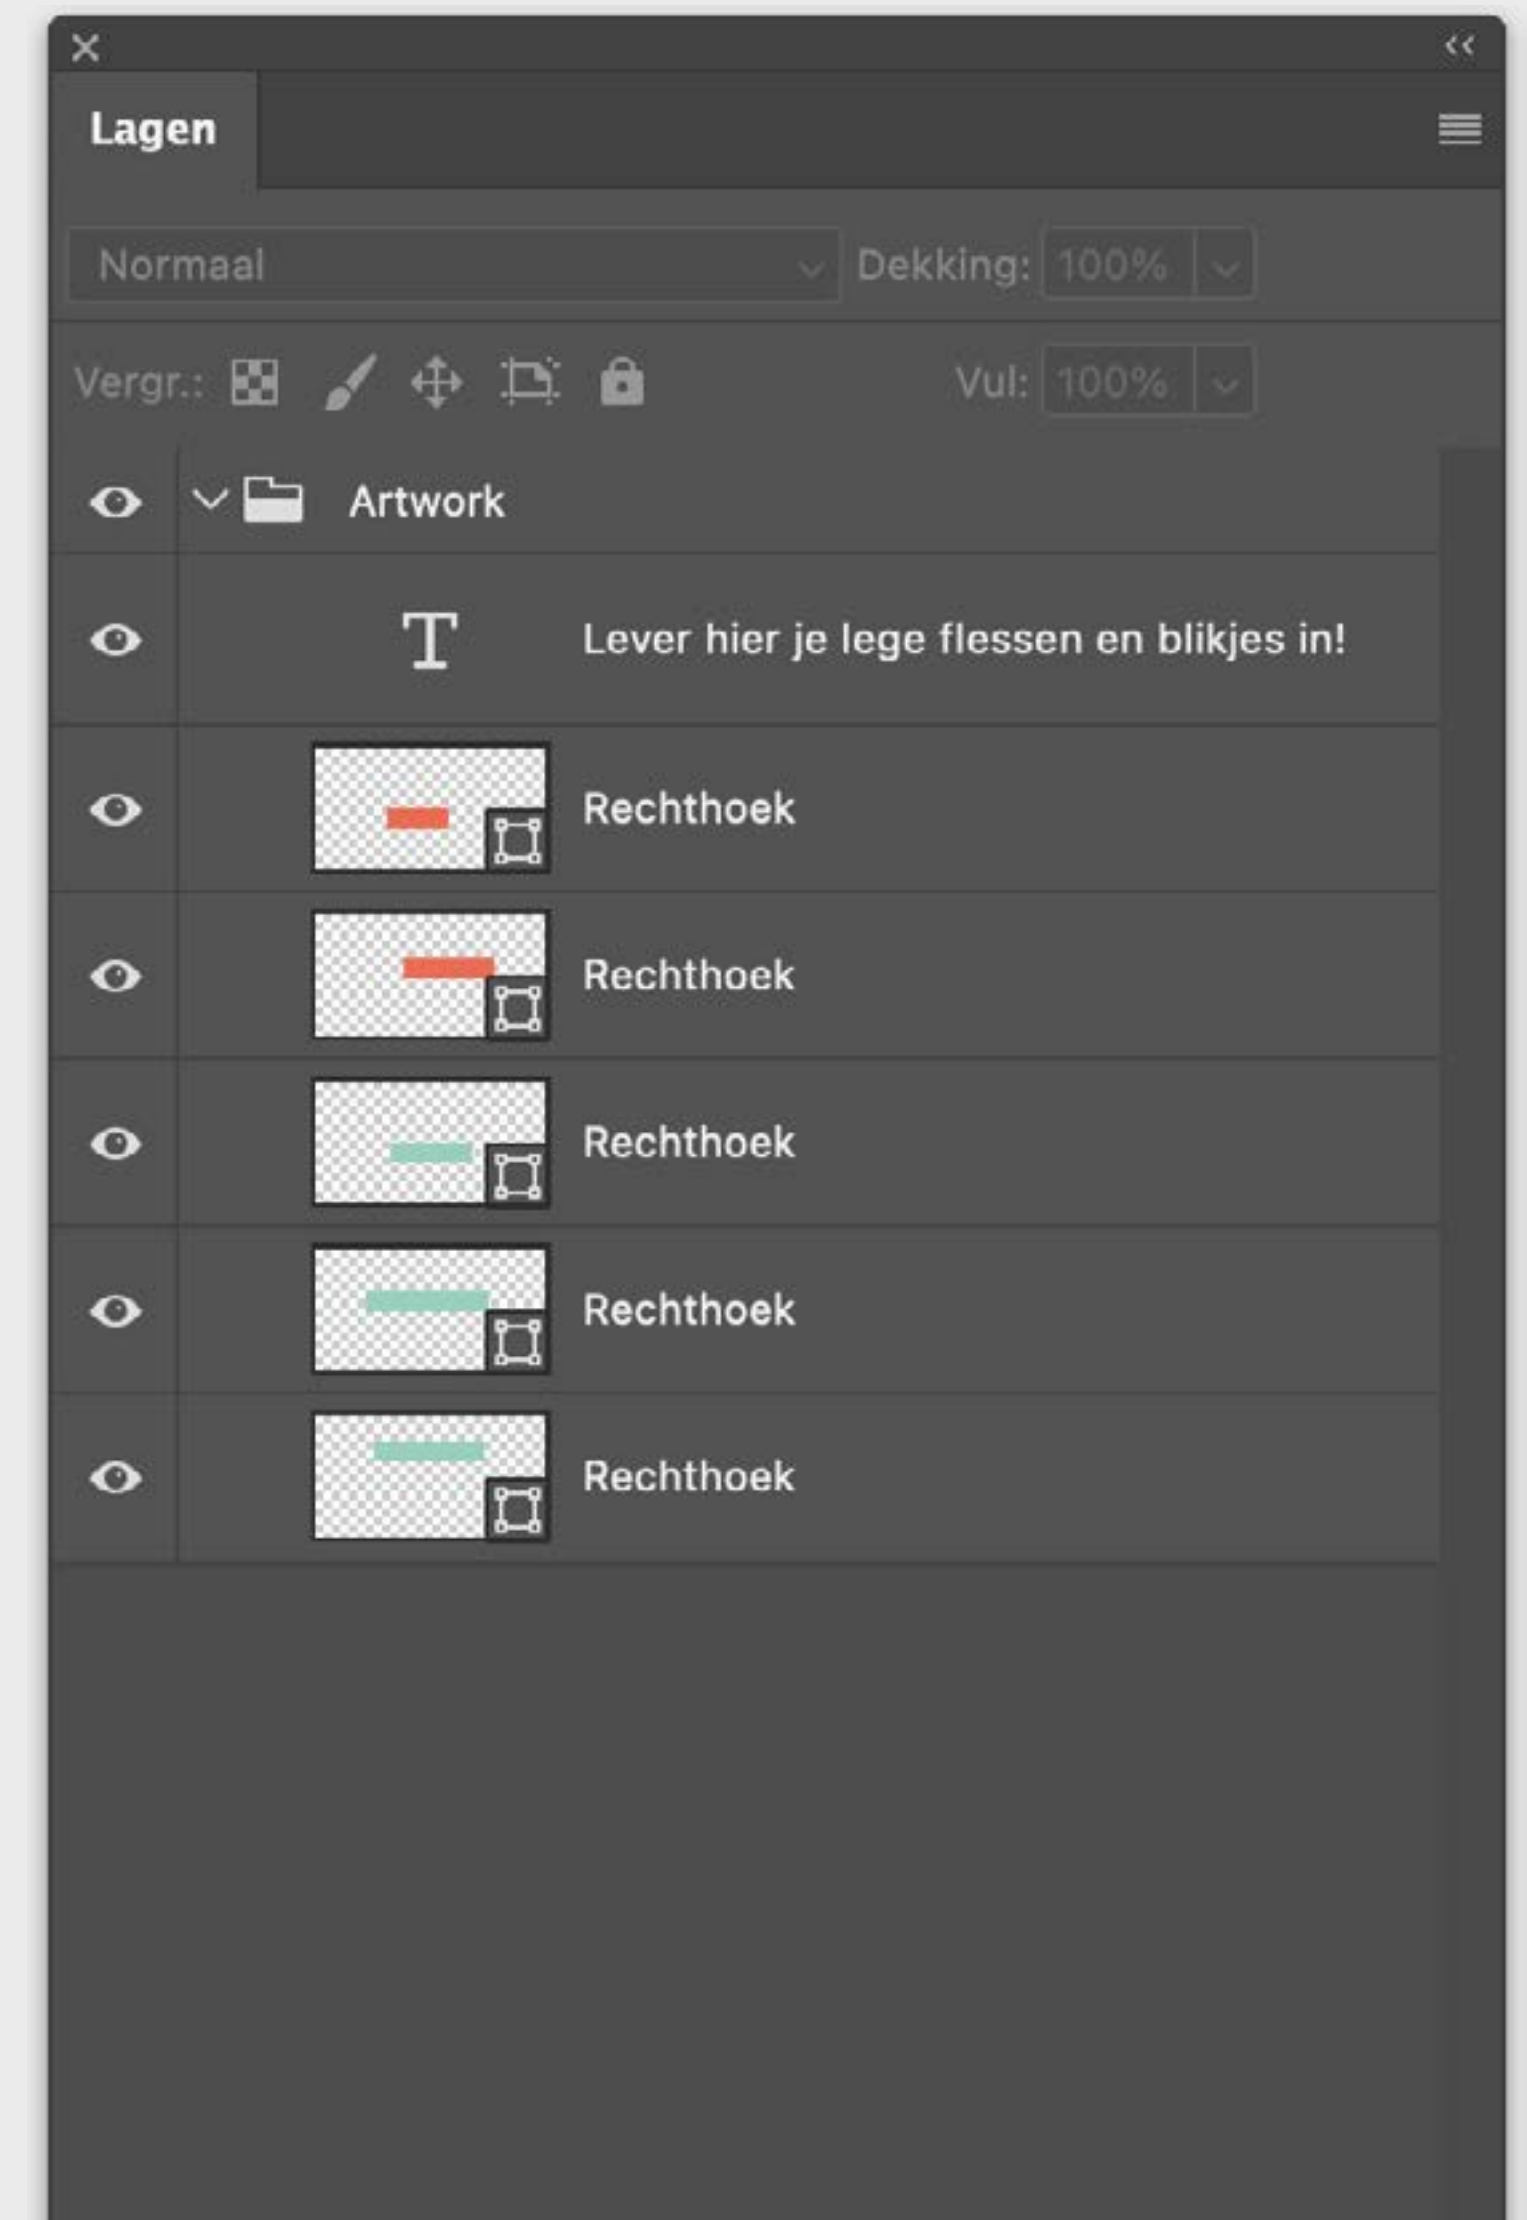 Lagen
Normaal Dekking: 100%
Vergr.: Vul: 100%
Artwork
Lever hier je lege flessen en blikjes in!
Rechthoek
Rechthoek
Rechthoek
Rechthoek
Rechthoek